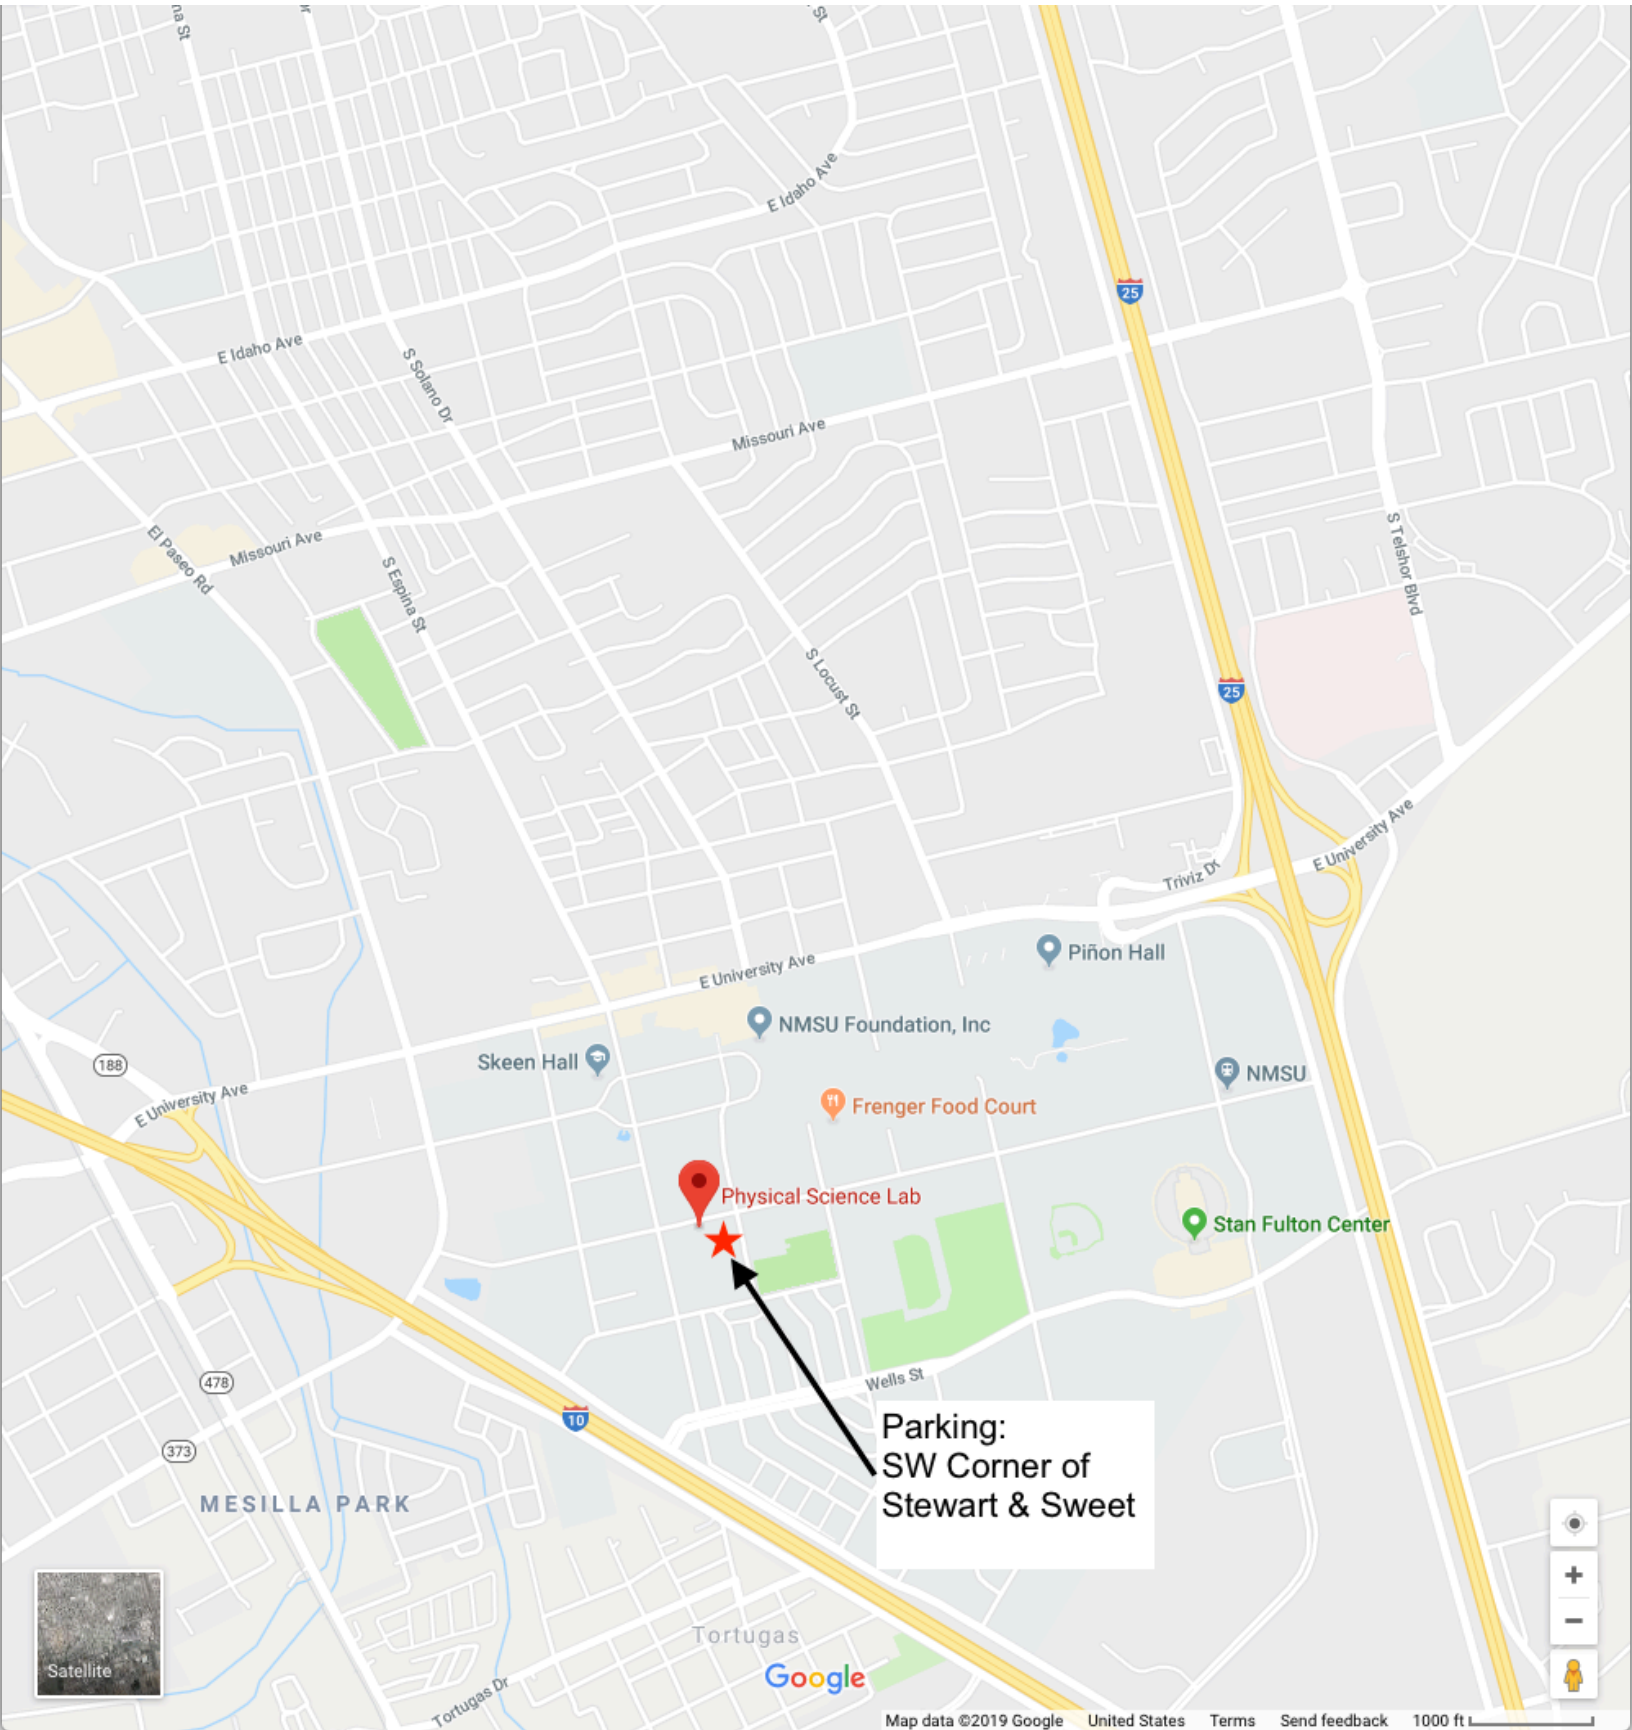 na St
St
E Idaho Ave
25
E Idaho Ave
S Solano Dr
Missouri Ave
S Telshor Blvd
El Paseo Rd
Missouri Ave
S Espina St
S Locust St
25
E University Ave
Triviz Dr
Piñon Hall
E University Ave
NMSU Foundation, Inc
Skeen Hall
188
NMSU
E University Ave
Frenger Food Court
Physical Science Lab
Stan Fulton Center
478
Wells St
10
Parking:
SW Corner of
Stewart & Sweet
373
MESILLA PARK
Tortugas
Satellite
Google
Tortugas Dr
Map data ©2019 Google United States Terms Send feedback 1000 ft